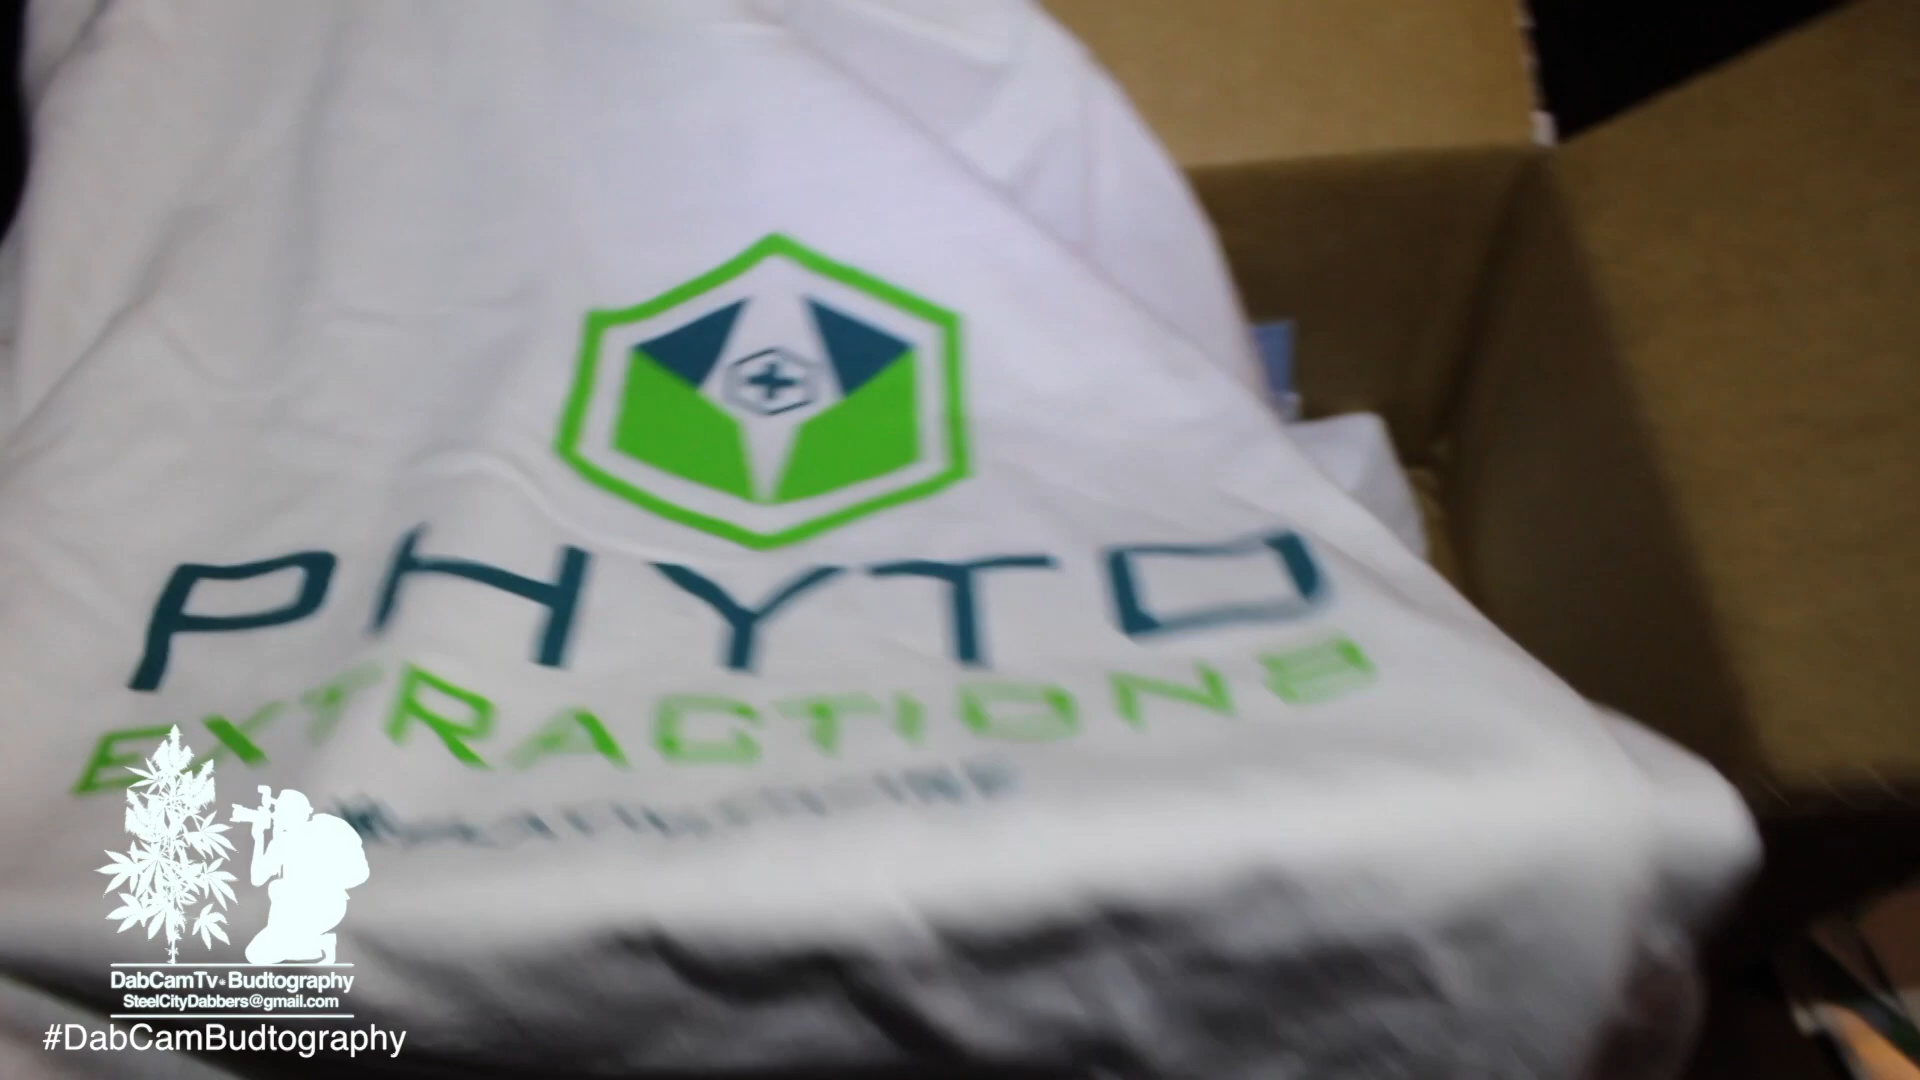 PHYTO
EXTRACTIONS
DabCamTv • Budtography
SteelCityDabbers@gmail.com
#DabCamBudtography